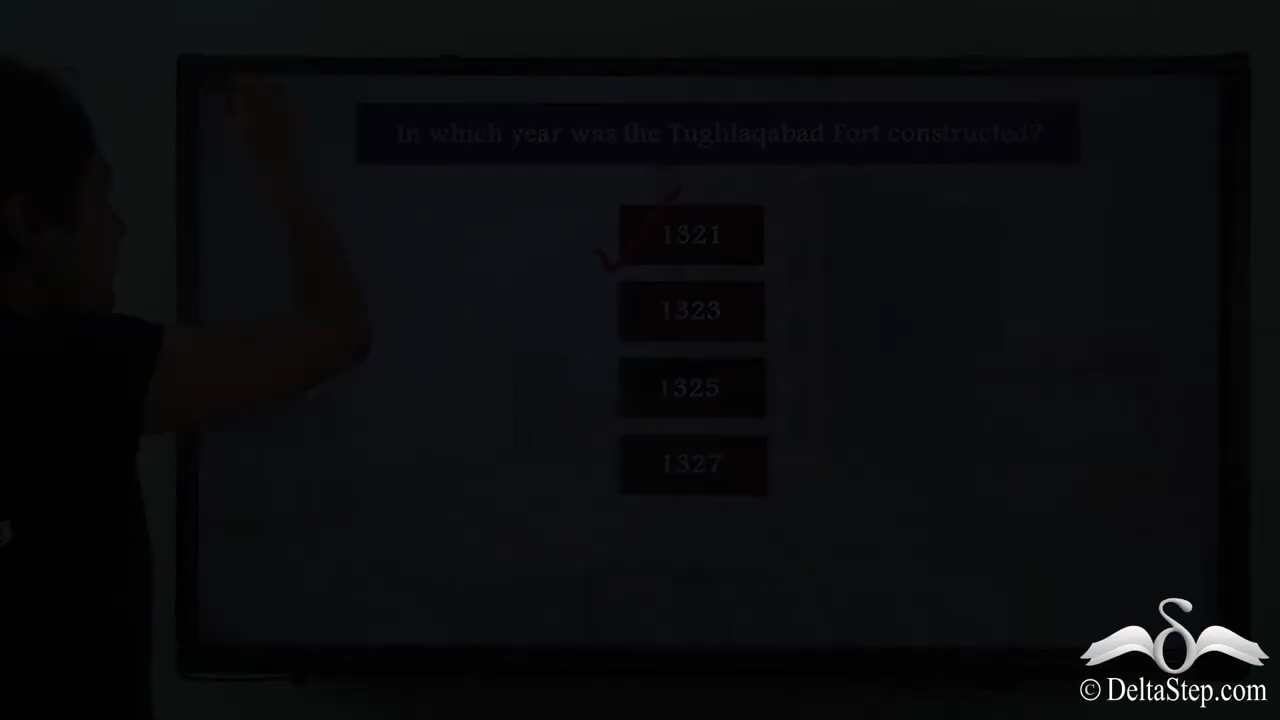 In which year was the Tughlaqabad Fort constructed?
1321
1323
1325
1327
© DeltaStep.com